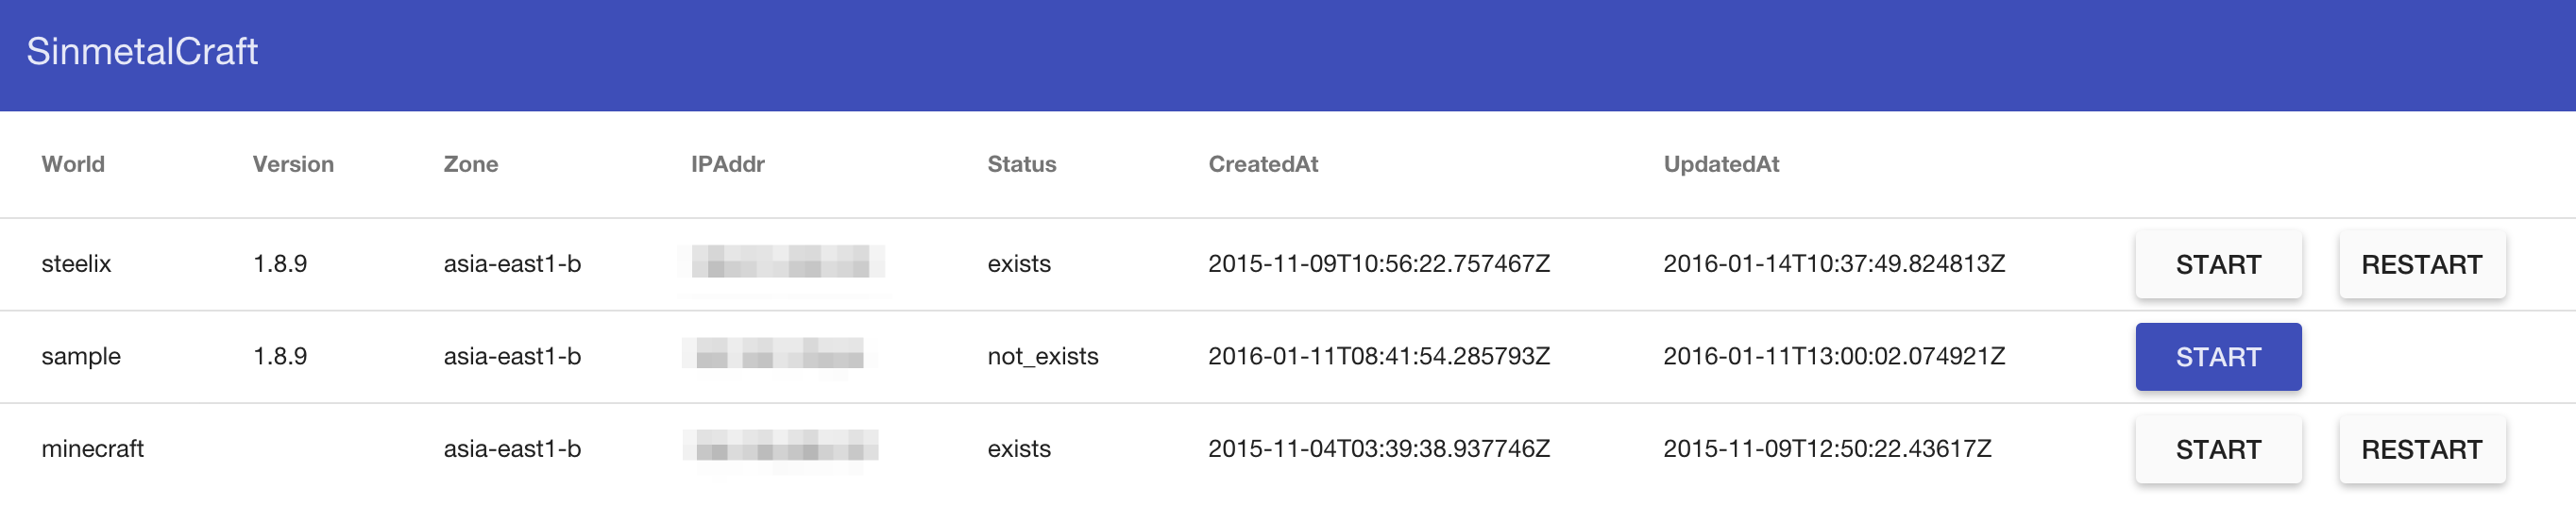 SinmetalCraft
World Version Zone IPAddr Status CreatedAt UpdatedAt
steelix 1.8.9 asia-east1-b exists 2015-11-09T10:56:22.757467Z 2016-01-14T10:37:49.824813Z START RESTART
sample 1.8.9 asia-east1-b not_exists 2016-01-11T08:41:54.285793Z 2016-01-11T13:00:02.074921Z START
minecraft asia-east1-b exists 2015-11-04T03:39:38.937746Z 2015-11-09T12:50:22.43617Z START RESTART